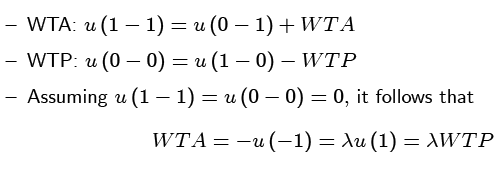 – WTA: u (1 − 1) = u (0 − 1) + WTA
– WTP: u (0 − 0) = u (1 − 0) − WTP
– Assuming u (1 − 1) = u (0 − 0) = 0, it follows that
WTA = −u (−1) = λu (1) = λWTP